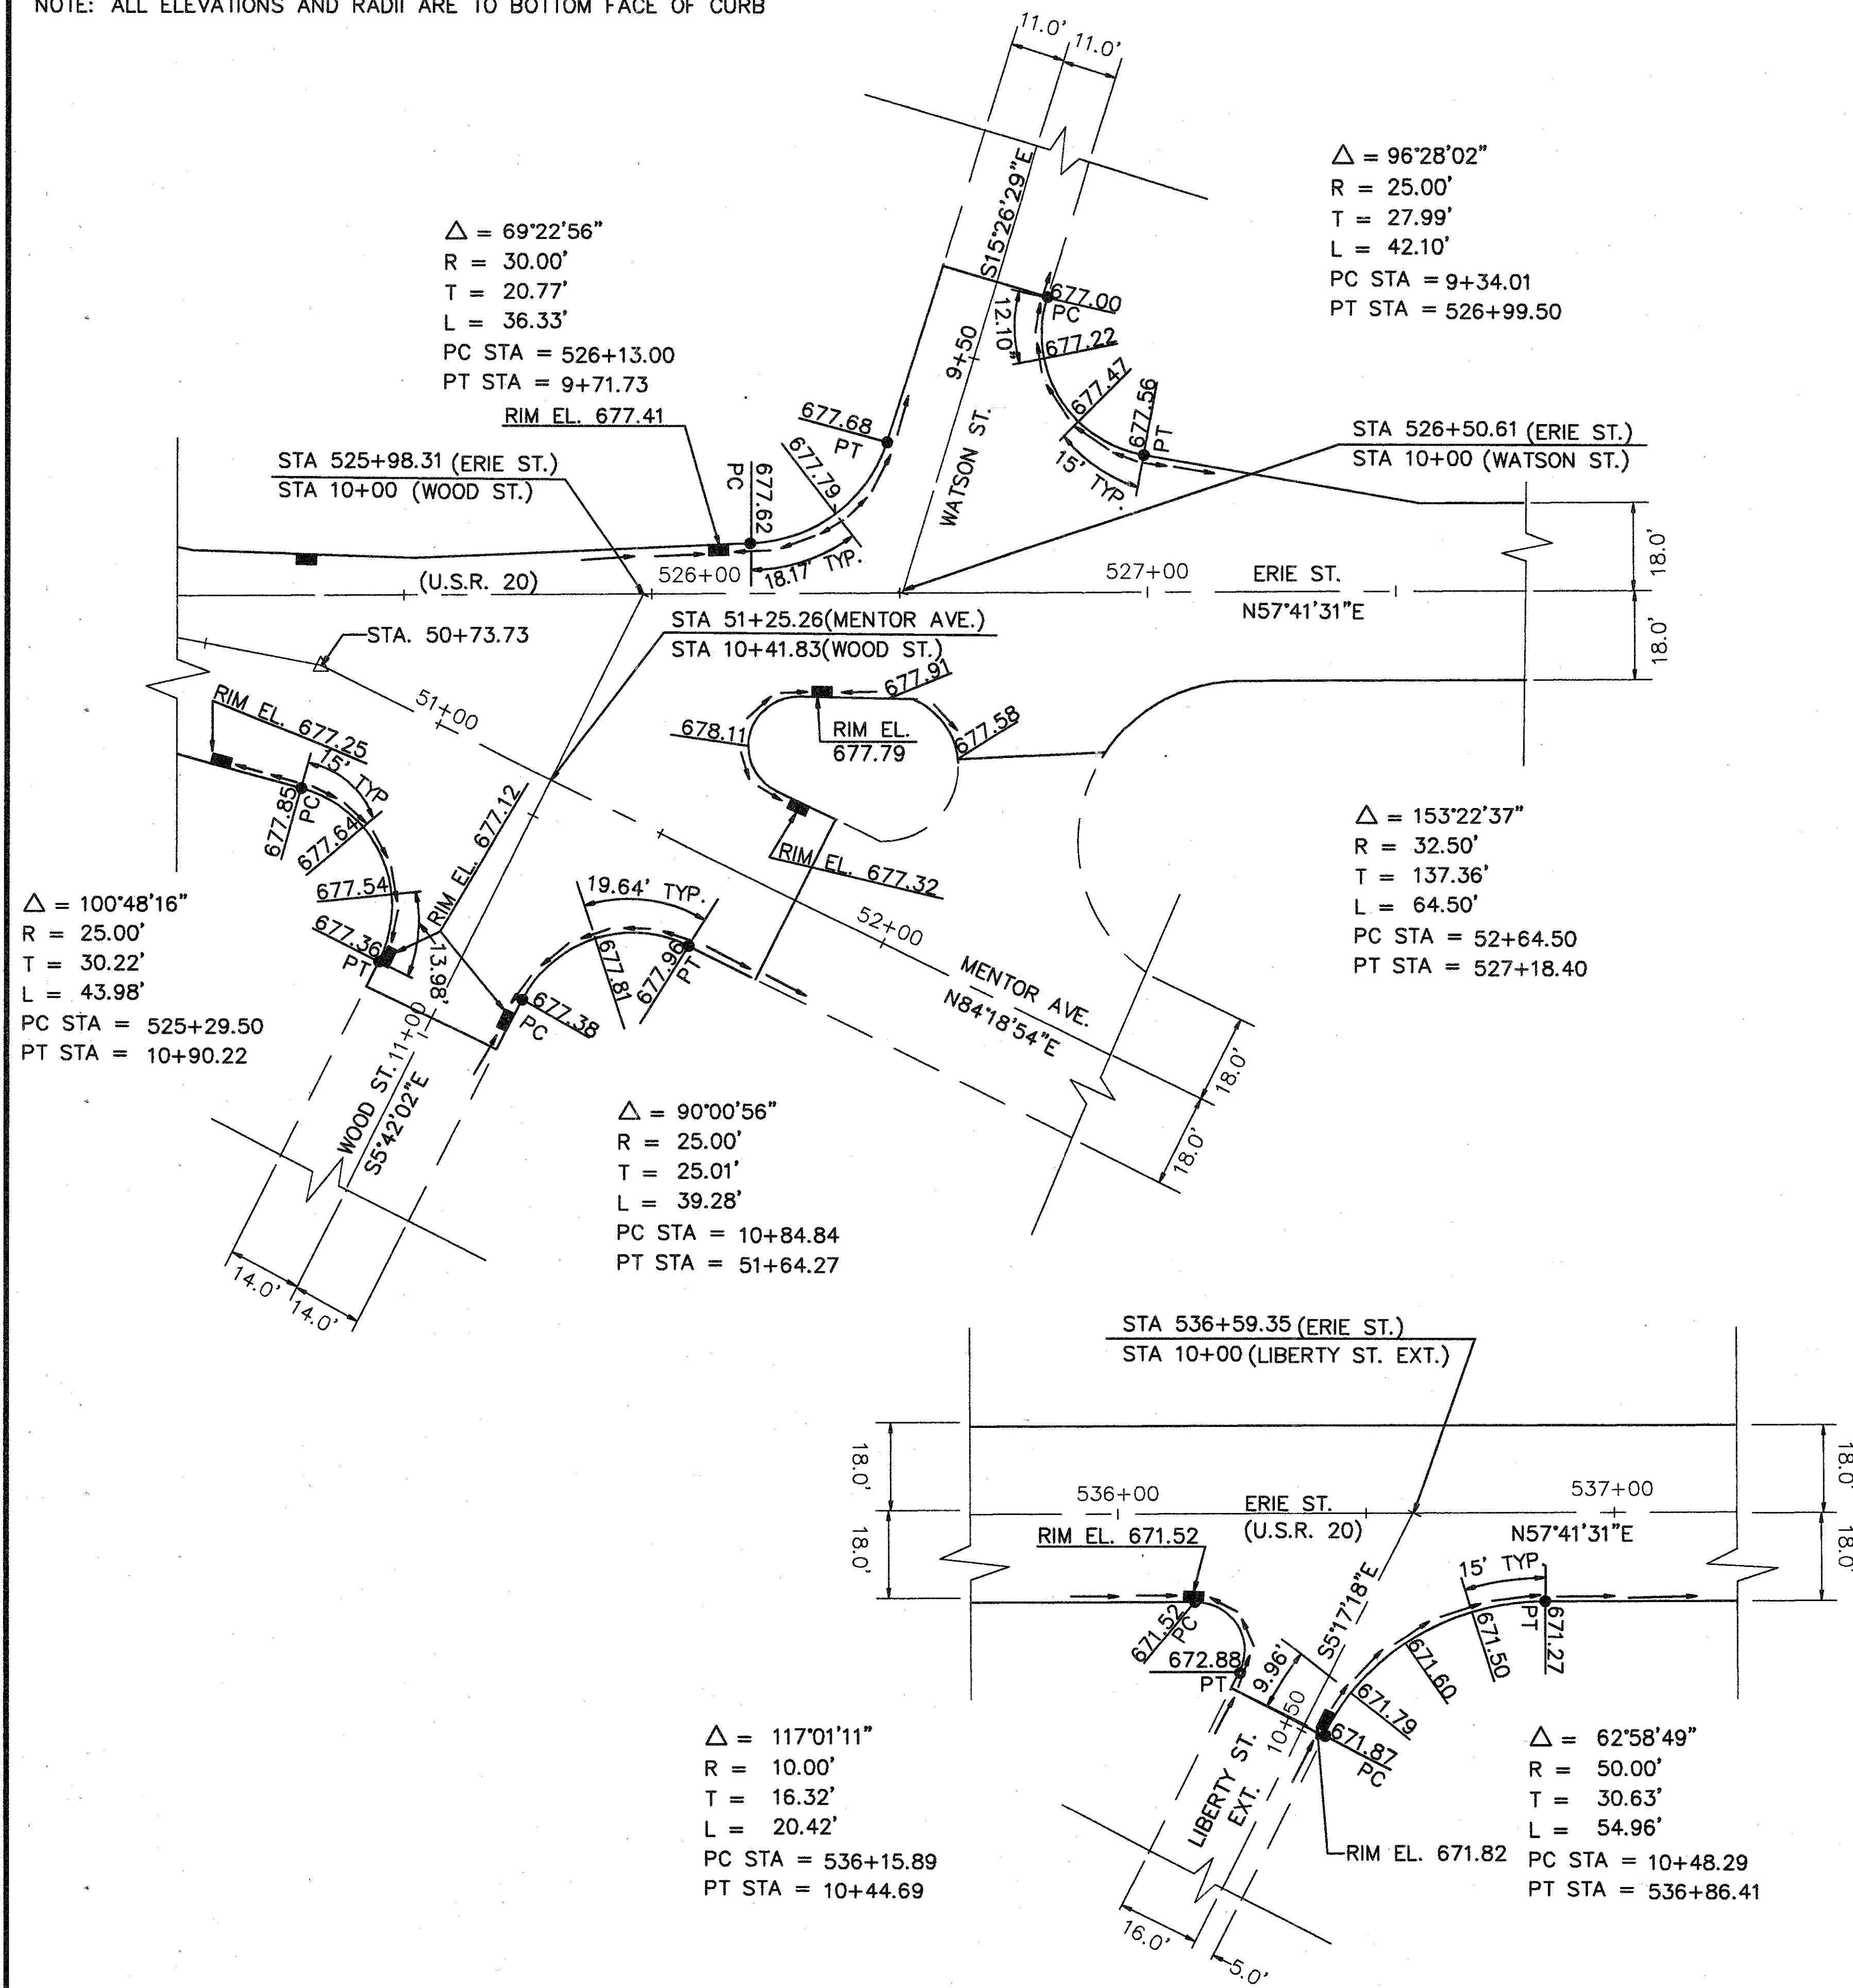 NOTE: ALL ELEVATIONS AND RADII ARE TO BOTTOM FACE OF CURB
11.0'
11.0'
S15°26'29"E
△ = 96°28'02"
R = 25.00'
T = 27.99'
L = 42.10'
PC STA = 9+34.01
PT STA = 526+99.50
△ = 69°22'56"
R = 30.00'
T = 20.77'
L = 36.33'
PC STA = 526+13.00
PT STA = 9+71.73
RIM EL. 677.41
677.00
PC
12.10"
677.22
9+50
677.47
677.56
PT
15' TYP.
WATSON ST.
677.68
PT
677.79
677.62
PC
18.17' TYP.
STA 525+98.31 (ERIE ST.)
STA 10+00 (WOOD ST.)
STA 526+50.61 (ERIE ST.)
STA 10+00 (WATSON ST.)
(U.S.R. 20)
526+00
527+00
ERIE ST.
N57°41'31"E
18.0'
18.0'
STA. 50+73.73
STA 51+25.26(MENTOR AVE.)
STA 10+41.83(WOOD ST.)
51+00
677.91
678.11
RIM EL.
677.79
677.58
RIM EL. 677.25
15' TYP
677.85
PC
677.64
RIM EL. 677.12
677.54
677.36
PT
13.98'
RIM EL. 677.32
19.64' TYP.
677.81
677.96
PT
677.38
PC
52+00
MENTOR AVE.
N84°18'54"E
18.0'
18.0'
△ = 153°22'37"
R = 32.50'
T = 137.36'
L = 64.50'
PC STA = 52+64.50
PT STA = 527+18.40
△ = 100°48'16"
R = 25.00'
T = 30.22'
L = 43.98'
PC STA = 525+29.50
PT STA = 10+90.22
WOOD ST.
11+00
S5°42'02"E
14.0'
14.0'
△ = 90°00'56"
R = 25.00'
T = 25.01'
L = 39.28'
PC STA = 10+84.84
PT STA = 51+64.27
STA 536+59.35 (ERIE ST.)
STA 10+00 (LIBERTY ST. EXT.)
18.0'
18.0'
536+00
ERIE ST.
(U.S.R. 20)
537+00
N57°41'31"E
18.0'
18.0'
RIM EL. 671.52
671.52
PC
672.88
PT
9.96'
S5°17'18"E
15' TYP.
671.27
PT
671.50
671.60
671.79
671.87
PC
10+50
LIBERTY ST.
EXT.
RIM EL. 671.82
16.0'
5.0'
△ = 117°01'11"
R = 10.00'
T = 16.32'
L = 20.42'
PC STA = 536+15.89
PT STA = 10+44.69
△ = 62°58'49"
R = 50.00'
T = 30.63'
L = 54.96'
PC STA = 10+48.29
PT STA = 536+86.41